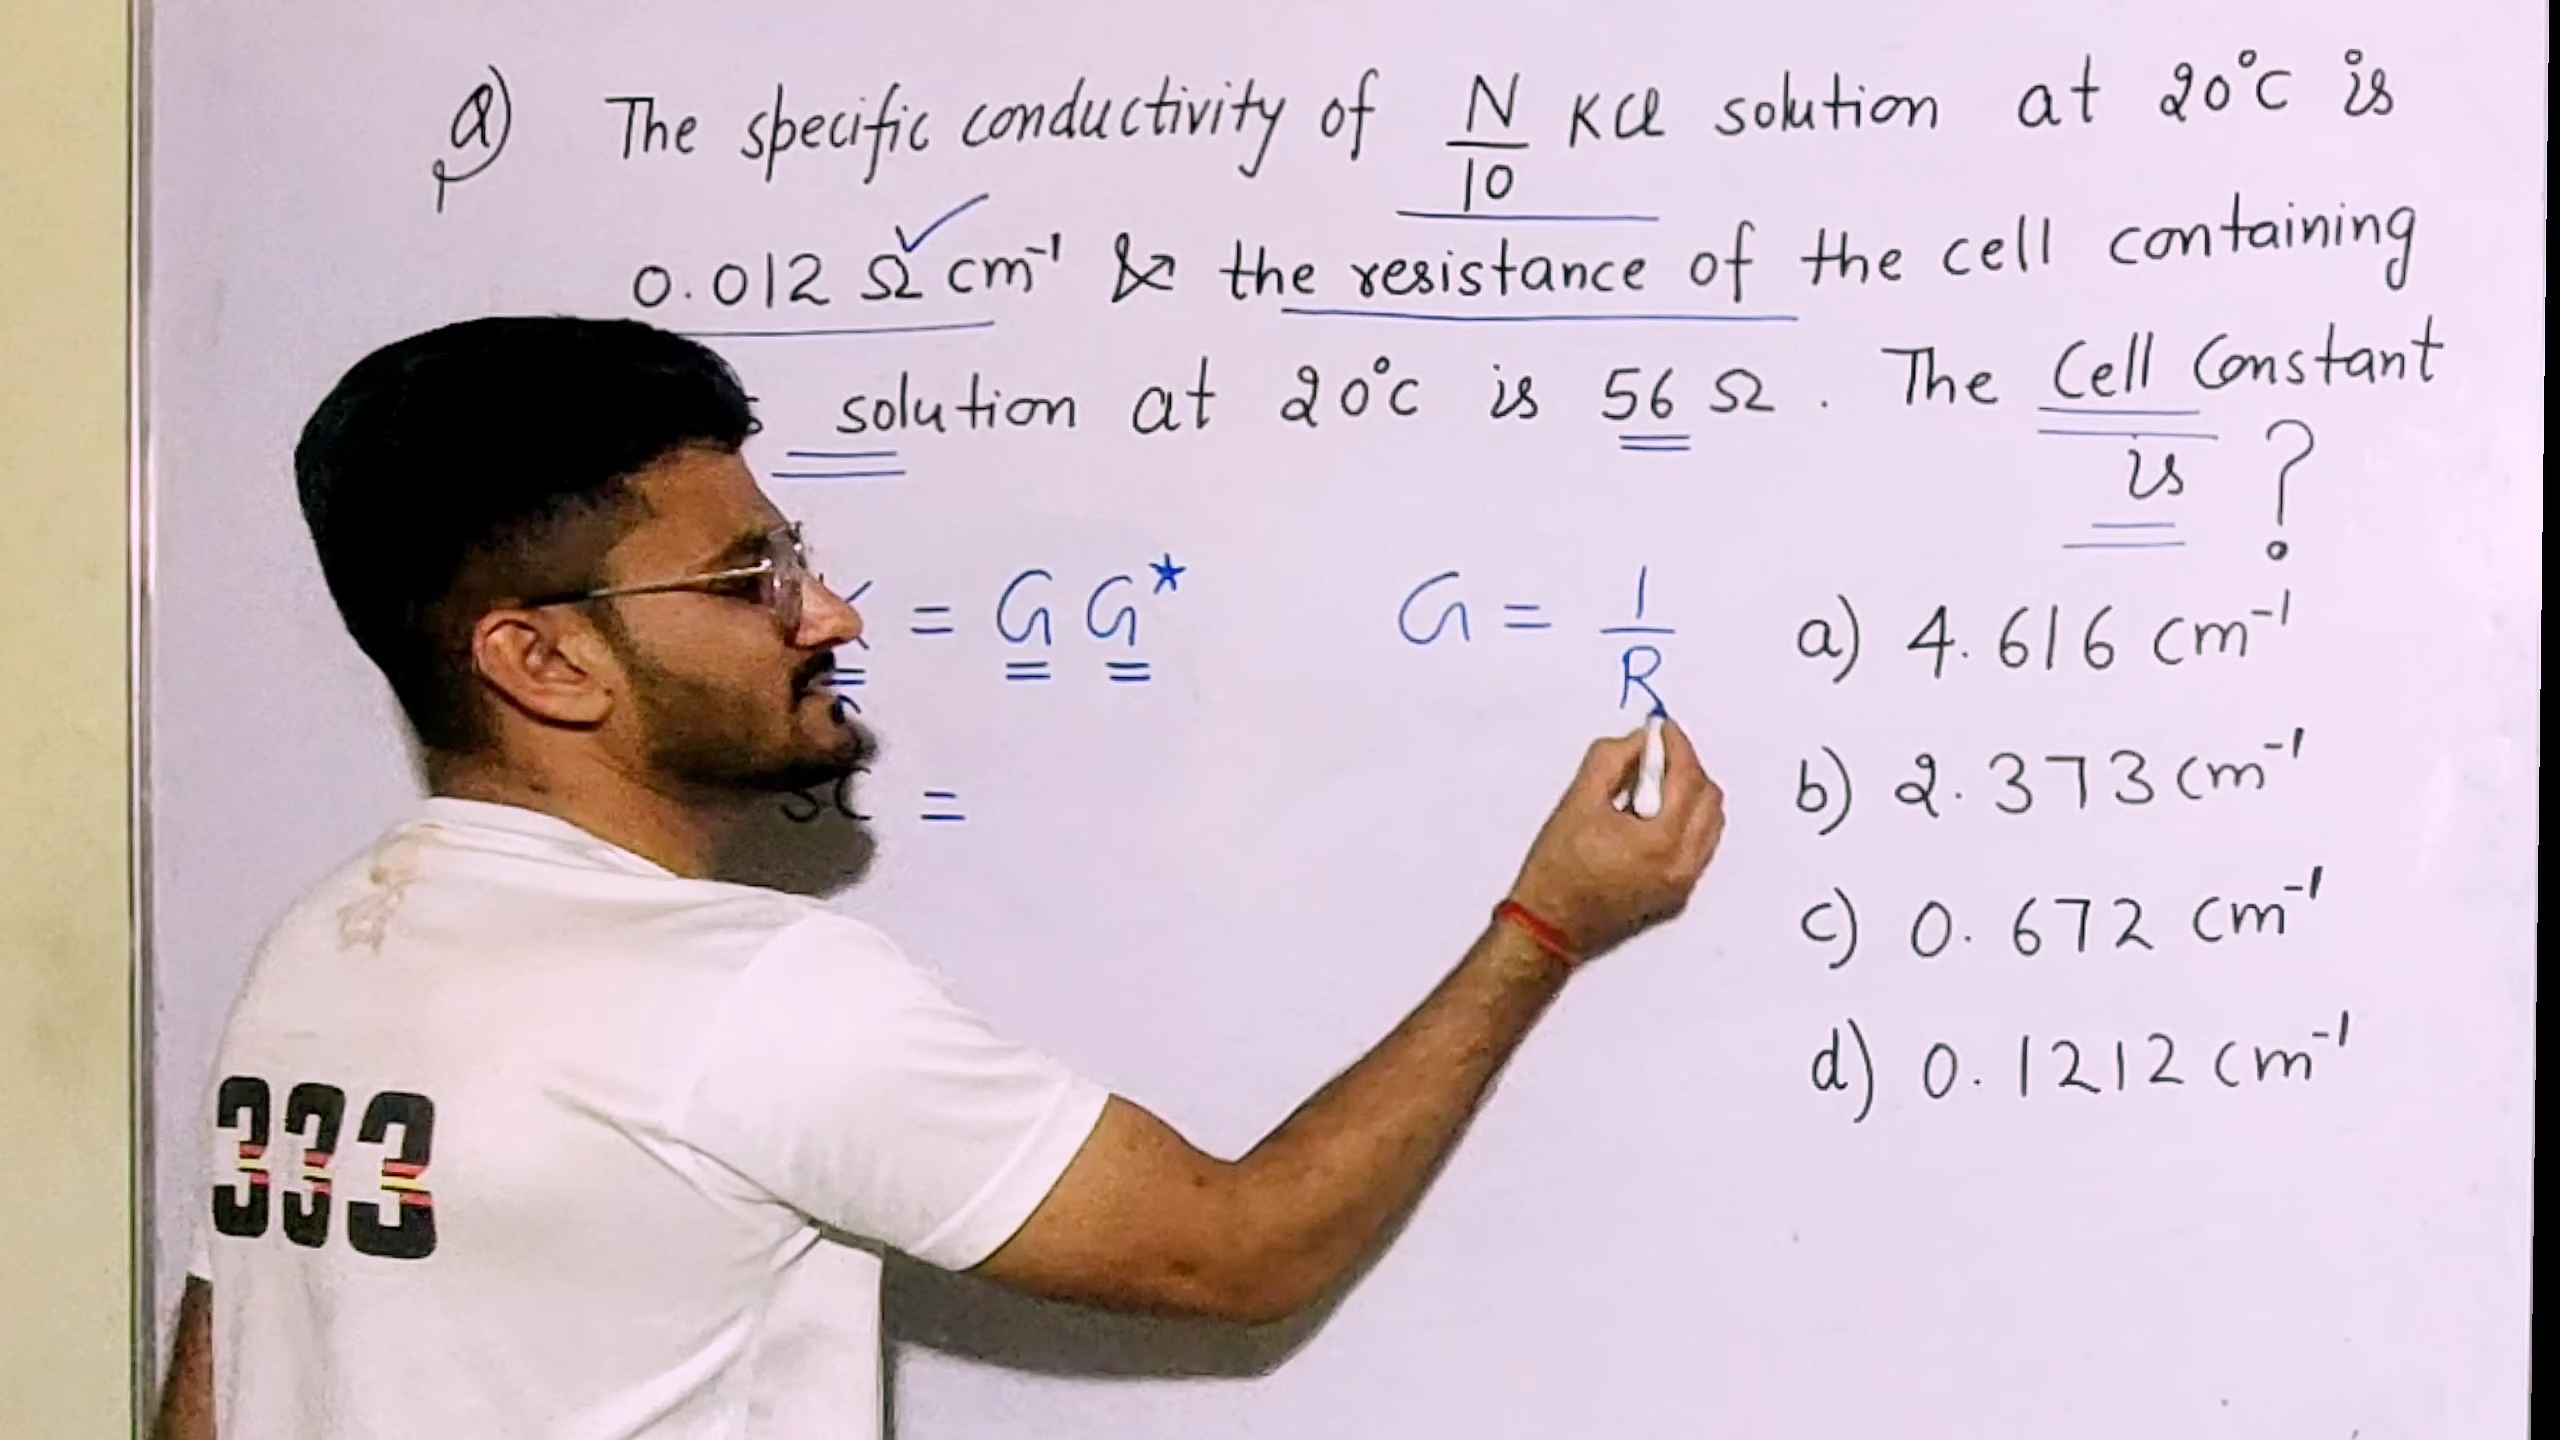 Q) The specific conductivity of N/10 KCl solution at 20°C is
0.012 Ω cm⁻¹ & the resistance of the cell containing
solution at 20°C is 56 Ω. The Cell Constant
is ?
= G G*
G = 1/R
=
a) 4.616 cm⁻¹
b) 2.373 cm⁻¹
c) 0.672 cm⁻¹
d) 0.1212 cm⁻¹
333